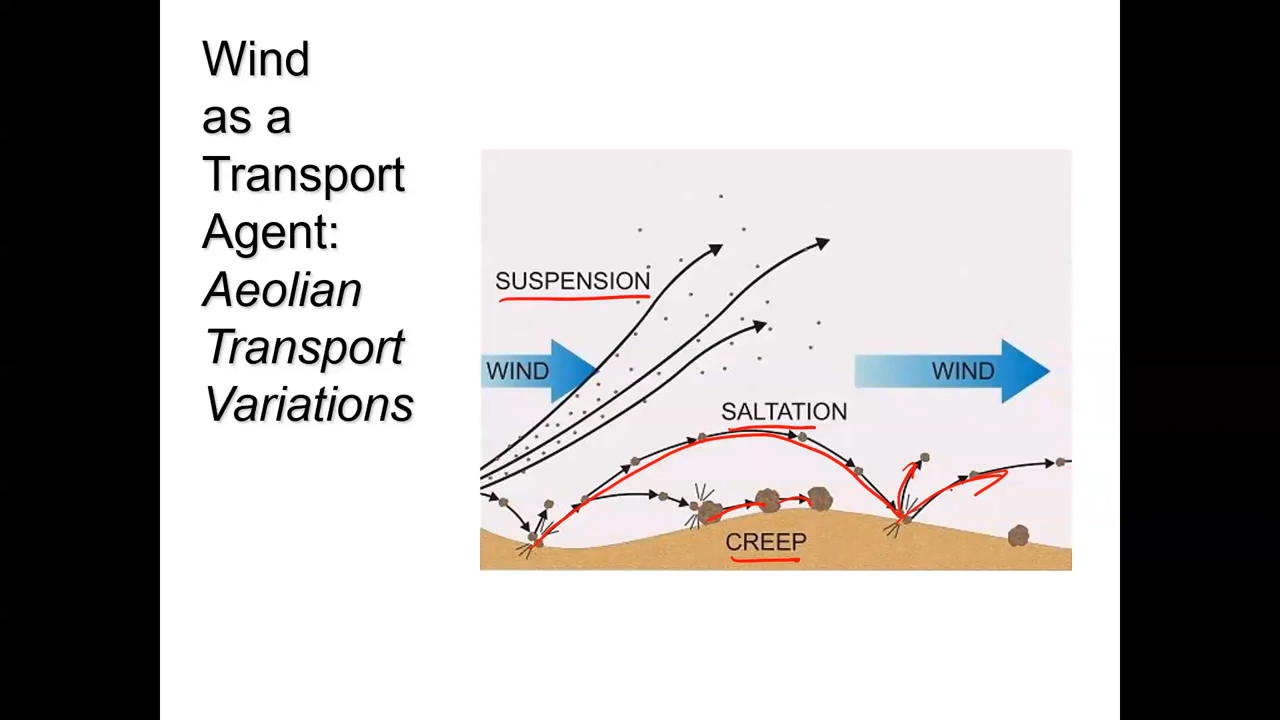 Wind
as a
Transport
Agent:
Aeolian
Transport
Variations
SUSPENSION
WIND
WIND
SALTATION
CREEP